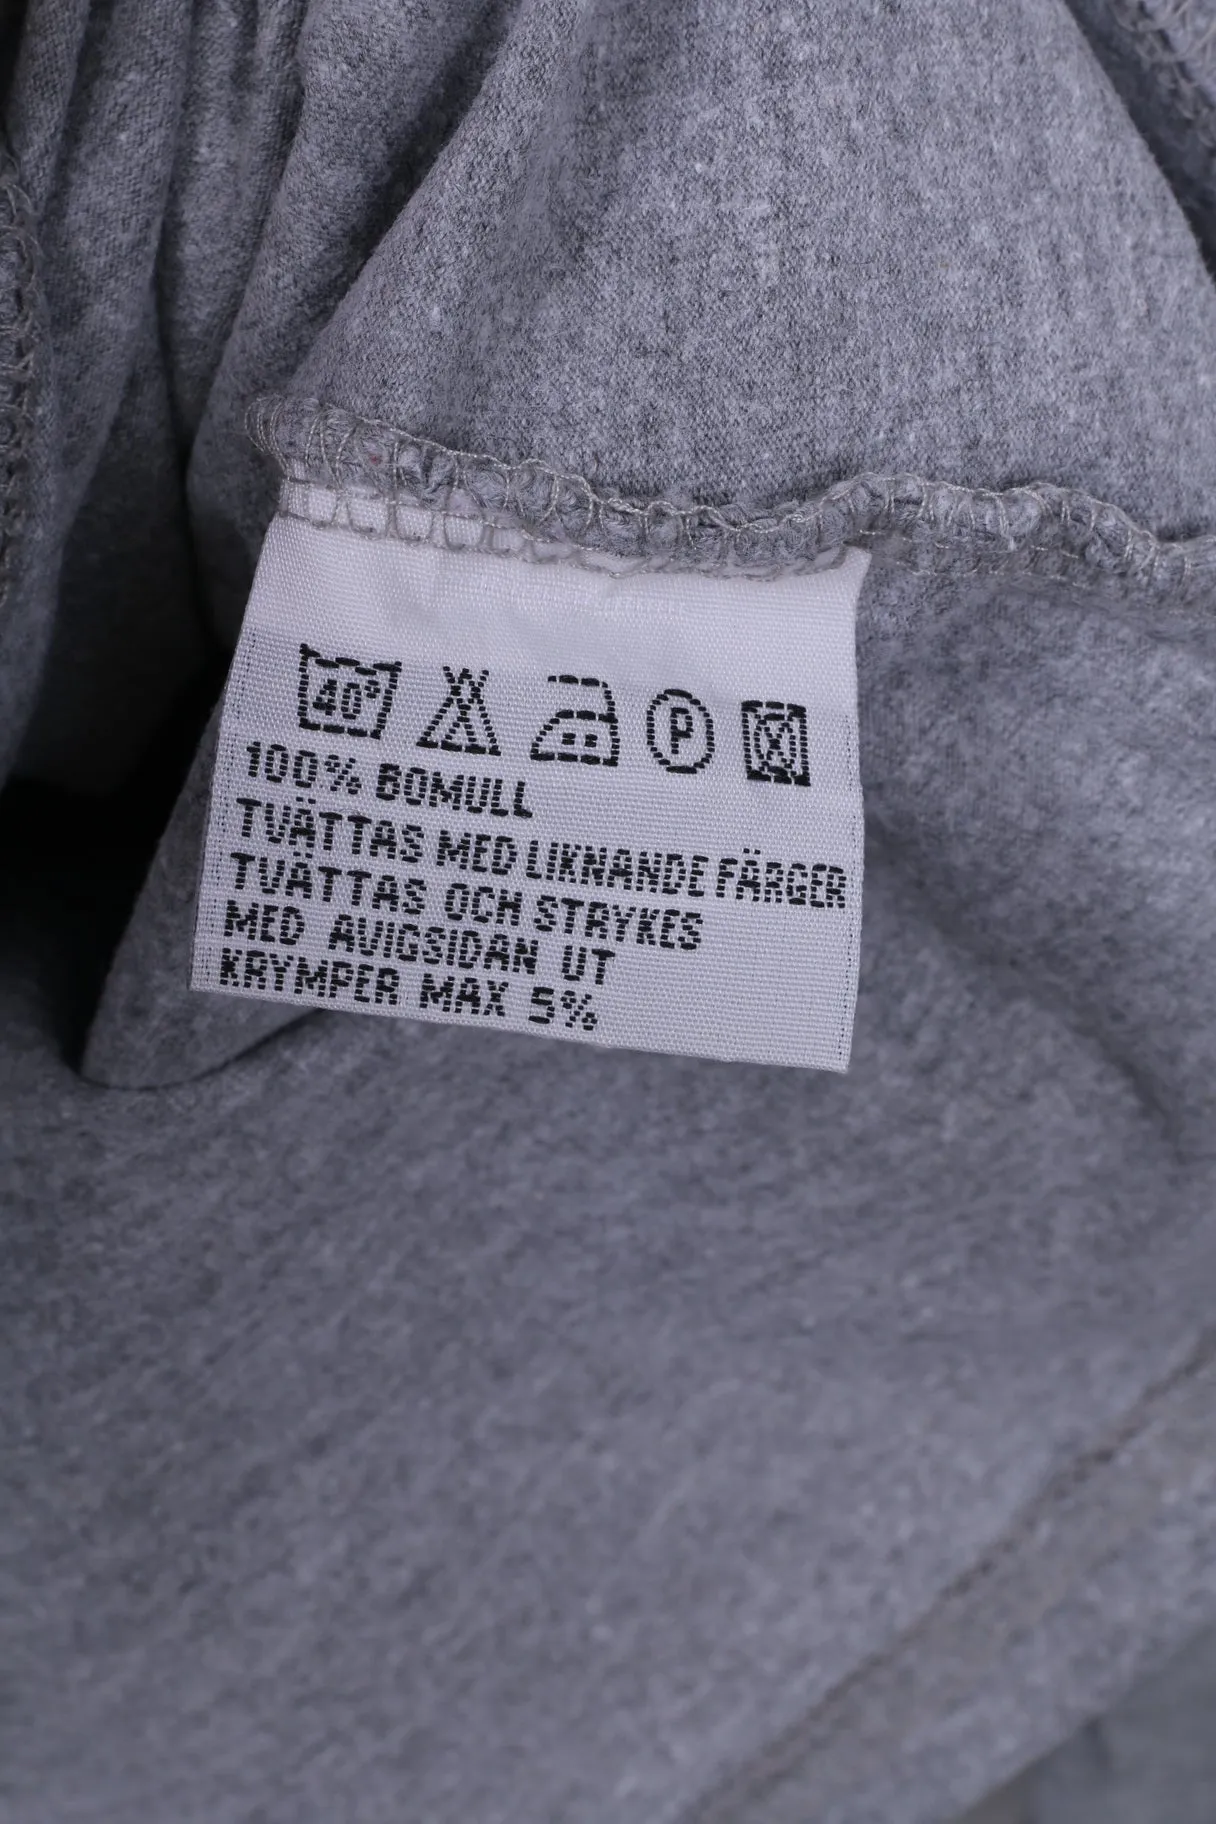 40°
P
100% BOMULL
TVÄTTAS MED LIKNANDE FÄRGER
TVÄTTAS OCH STRYKES
MED AVIGSIDAN UT
KRYMPER MAX 5%